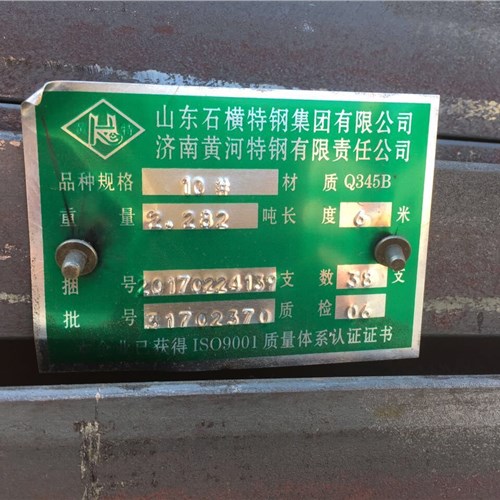 山东石横特钢集团有限公司
济南黄河特钢有限责任公司
品种规格 10# 材 质 Q345B
重 量 2.282 吨 长 度 6 米
捆 号 20170224139 支 数 38 支
批 号 31702370 质 检 06
业已获得 ISO9001 质量体系认证证书